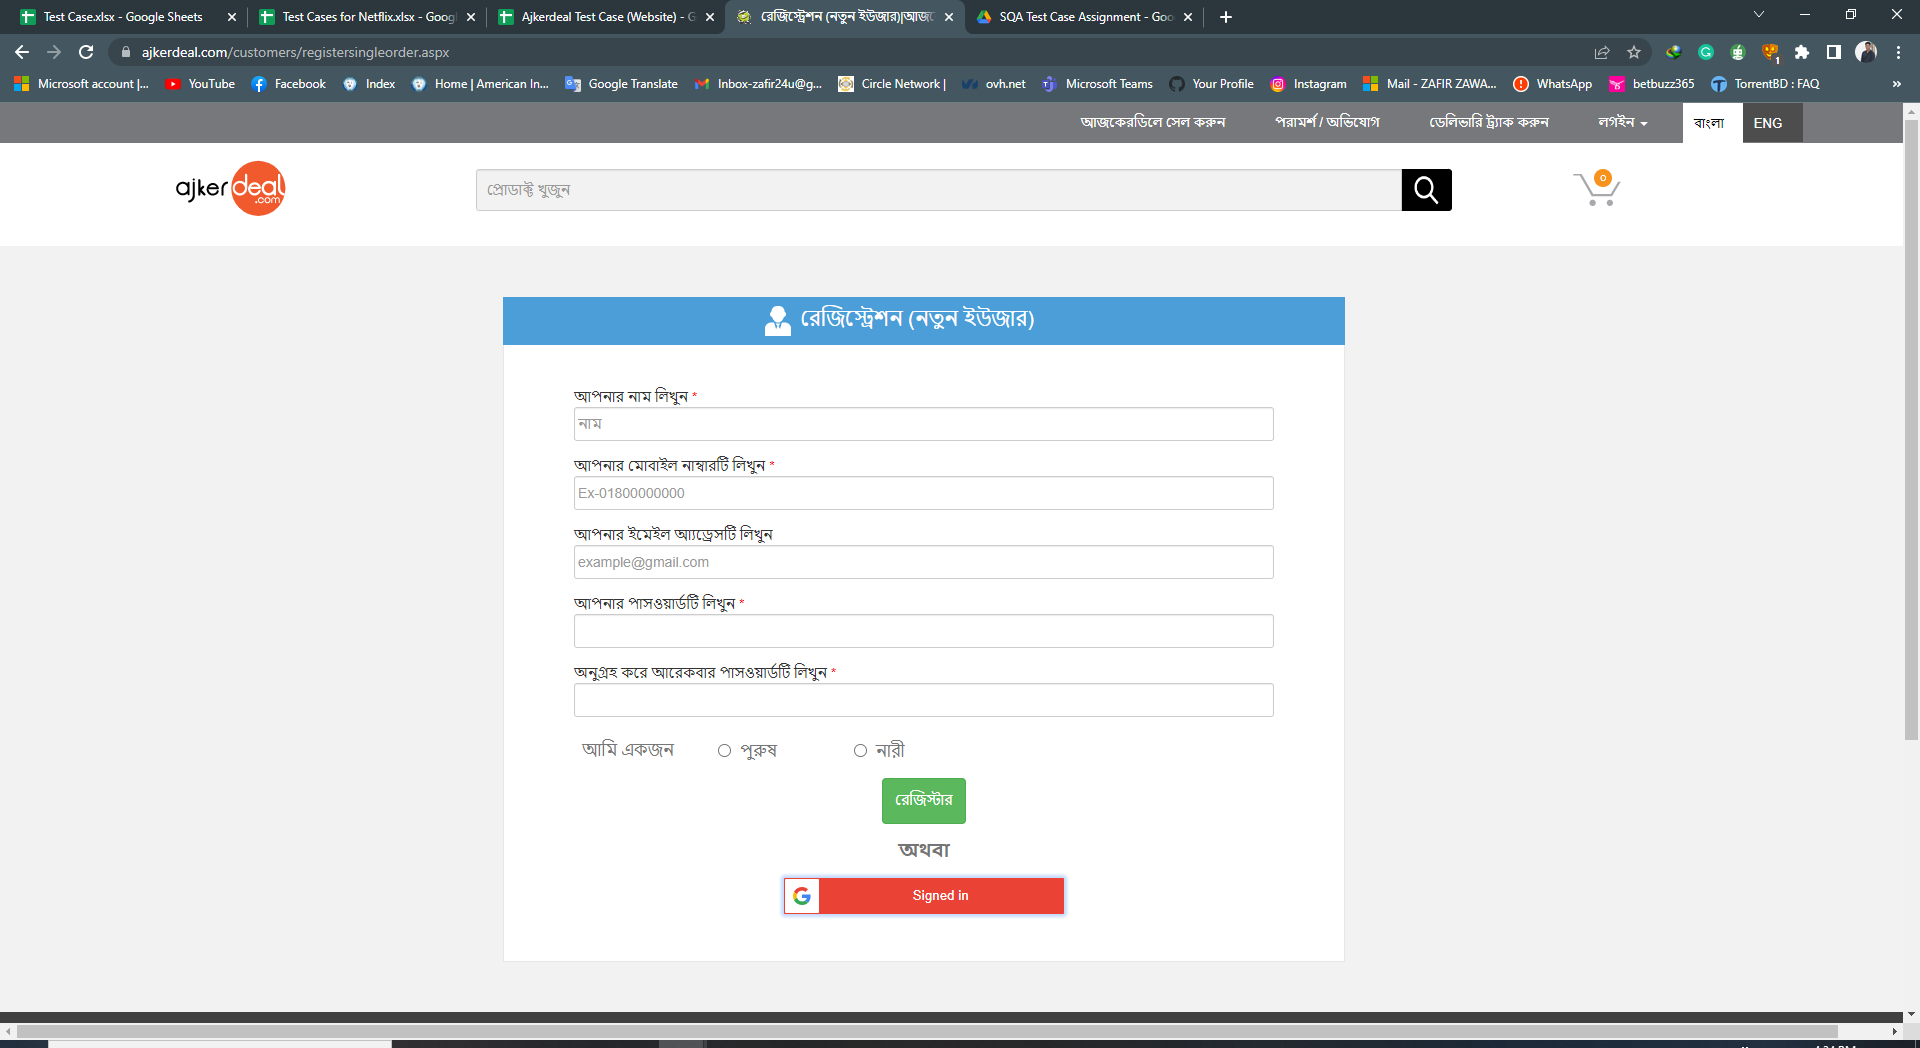 Test Case.xlsx - Google Sheets
Test Cases for Netflix.xlsx - Goog
Ajkerdeal Test Case (Website) - G
রেজিস্ট্রেশন (নতুন ইউজার)|আজ
SQA Test Case Assignment - Goo
ajkerdeal.com/customers/registersingleorder.aspx
1
Microsoft account |...
YouTube
Facebook
Index
Home | American In...
Google Translate
Inbox-zafir24u@g...
Circle Network |
ovh.net
Microsoft Teams
Your Profile
Instagram
Mail - ZAFIR ZAWA...
WhatsApp
betbuzz365
TorrentBD : FAQ
»
আজকেরডিলে সেল করুন
পরামর্শ / অভিযোগ
ডেলিভারি ট্র্যাক করুন
লগইন
বাংলা
ENG
ajkerdeal.com
প্রোডাক্ট খুজুন
0
রেজিস্ট্রেশন (নতুন ইউজার)
আপনার নাম লিখুন *
নাম
আপনার মোবাইল নাম্বারটি লিখুন *
Ex-01800000000
আপনার ইমেইল অ্যাড্রেসটি লিখুন
example@gmail.com
আপনার পাসওয়ার্ডটি লিখুন *
অনুগ্রহ করে আরেকবার পাসওয়ার্ডটি লিখুন *
আমি একজন
পুরুষ
নারী
রেজিস্টার
অথবা
G Signed in